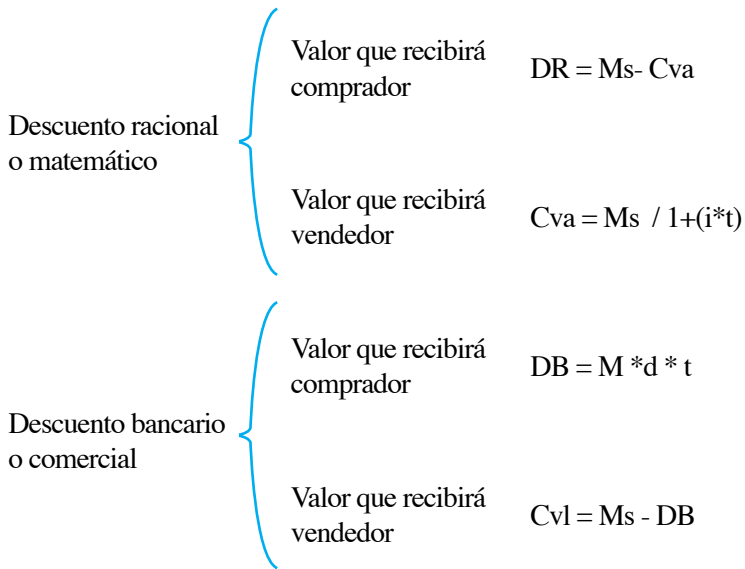 Descuento racional
o matemático
Valor que recibirá
comprador
DR = Ms- Cva
Valor que recibirá
vendedor
Cva = Ms / 1+(i*t)
Descuento bancario
o comercial
Valor que recibirá
comprador
DB = M *d * t
Valor que recibirá
vendedor
Cvl = Ms - DB